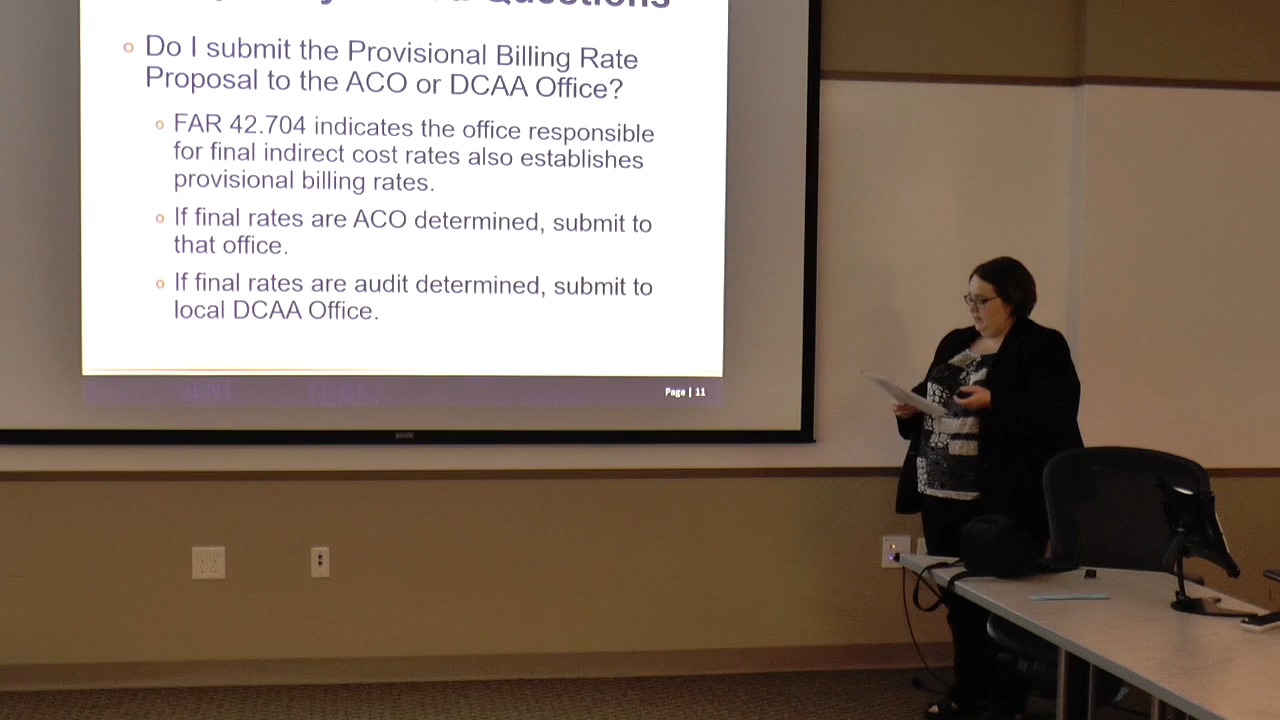 Questions
Do I submit the Provisional Billing Rate
Proposal to the ACO or DCAA Office?
FAR 42.704 indicates the office responsible
for final indirect cost rates also establishes
provisional billing rates.
If final rates are ACO determined, submit to
that office.
If final rates are audit determined, submit to
local DCAA Office.
Page | 11